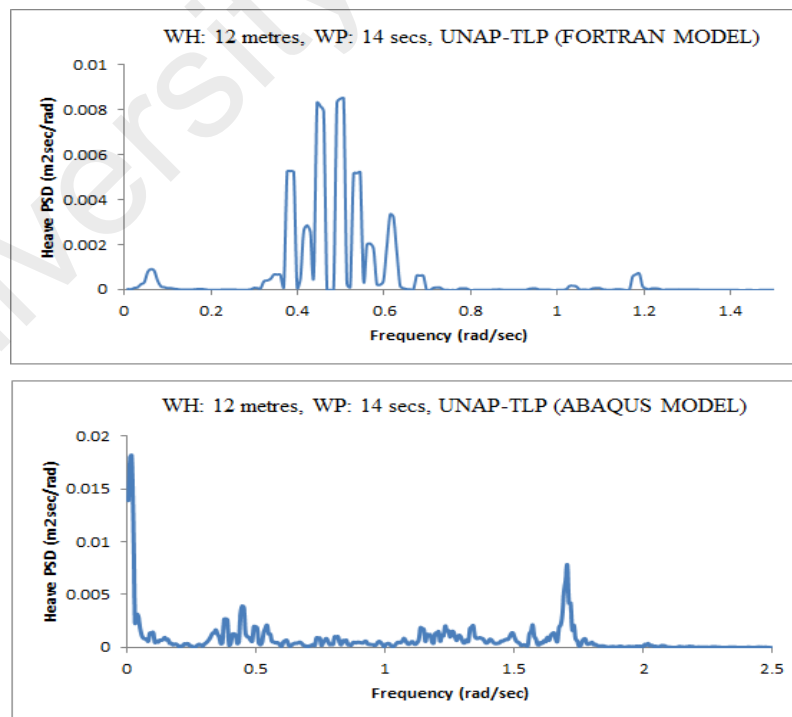 WH: 12 metres, WP: 14 secs, UNAP-TLP (FORTRAN MODEL)
0.01
0.008
0.006
0.004
0.002
0
Heave PSD (m2sec/rad)
0 0.2 0.4 0.6 0.8 1 1.2 1.4
Frequency (rad/sec)
WH: 12 metres, WP: 14 secs, UNAP-TLP (ABAQUS MODEL)
0.02
0.015
0.01
0.005
0
Heave PSD (m2sec/rad)
0 0.5 1 1.5 2 2.5
Frequency (rad/sec)